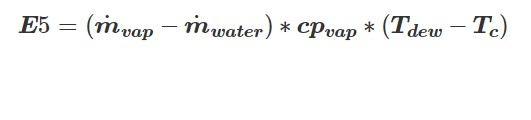 E5 = (ṁ_vap − ṁ_water) * cp_vap * (T_dew − T_c)